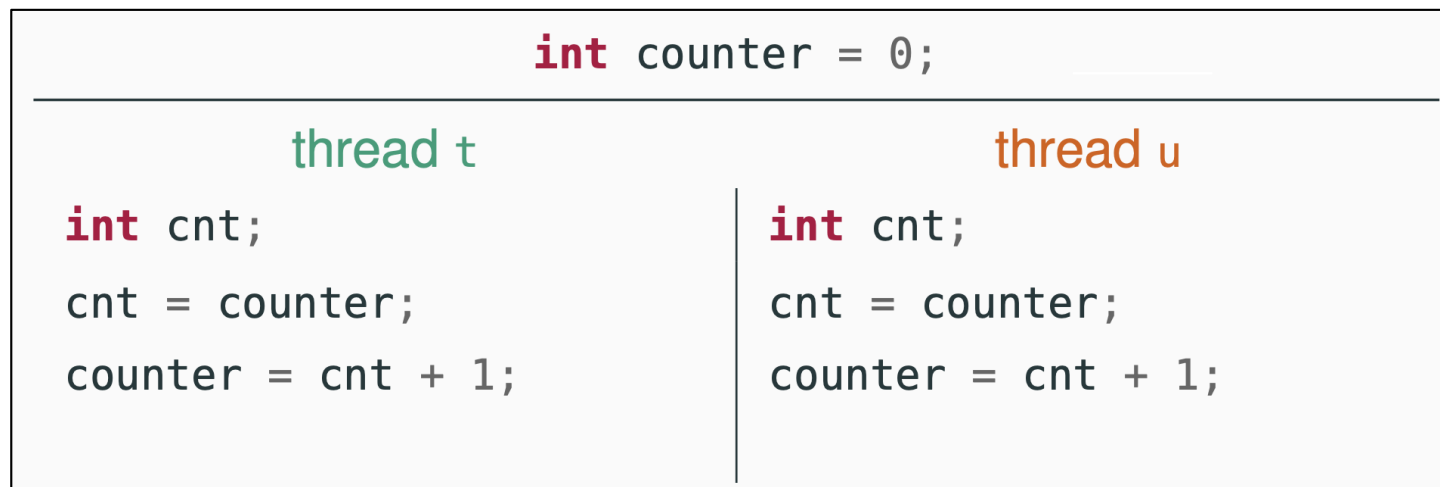 int counter = 0;
thread t
int cnt;
cnt = counter;
counter = cnt + 1;
thread u
int cnt;
cnt = counter;
counter = cnt + 1;